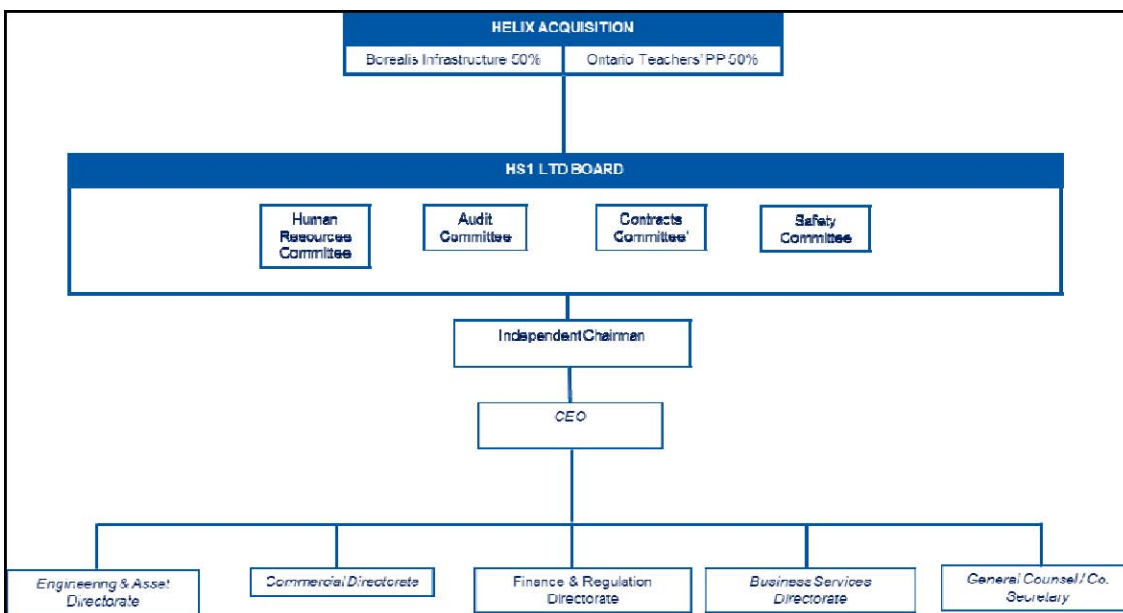 HELIX ACQUISITION
Borealis Infrastructure 50%
Ontario Teachers' PP 50%
HS1 LTD BOARD
Human
Resources
Committee
Audit
Committee
Contracts
Committee'
Safety
Committee
Independent Chairman
CEO
Engineering & Asset
Directorate
Commercial Directorate
Finance & Regulation
Directorate
Business Services
Directorate
General Counsel / Co.
Secretary